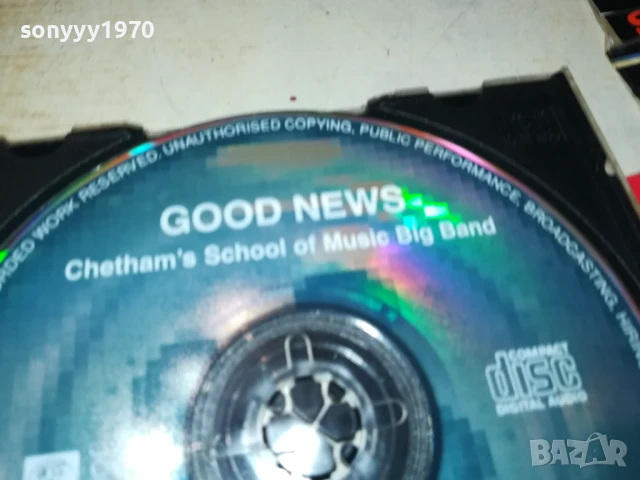 sonyyy1970
RDED WORK RESERVED. UNAUTHORISED COPYING, PUBLIC PERFORMANCE, BROADCASTING, HIRIN
GOOD NEWS
Chetham's School of Music Big Band
COMPACT
disc
DIGITAL AUDIO
BAZAR